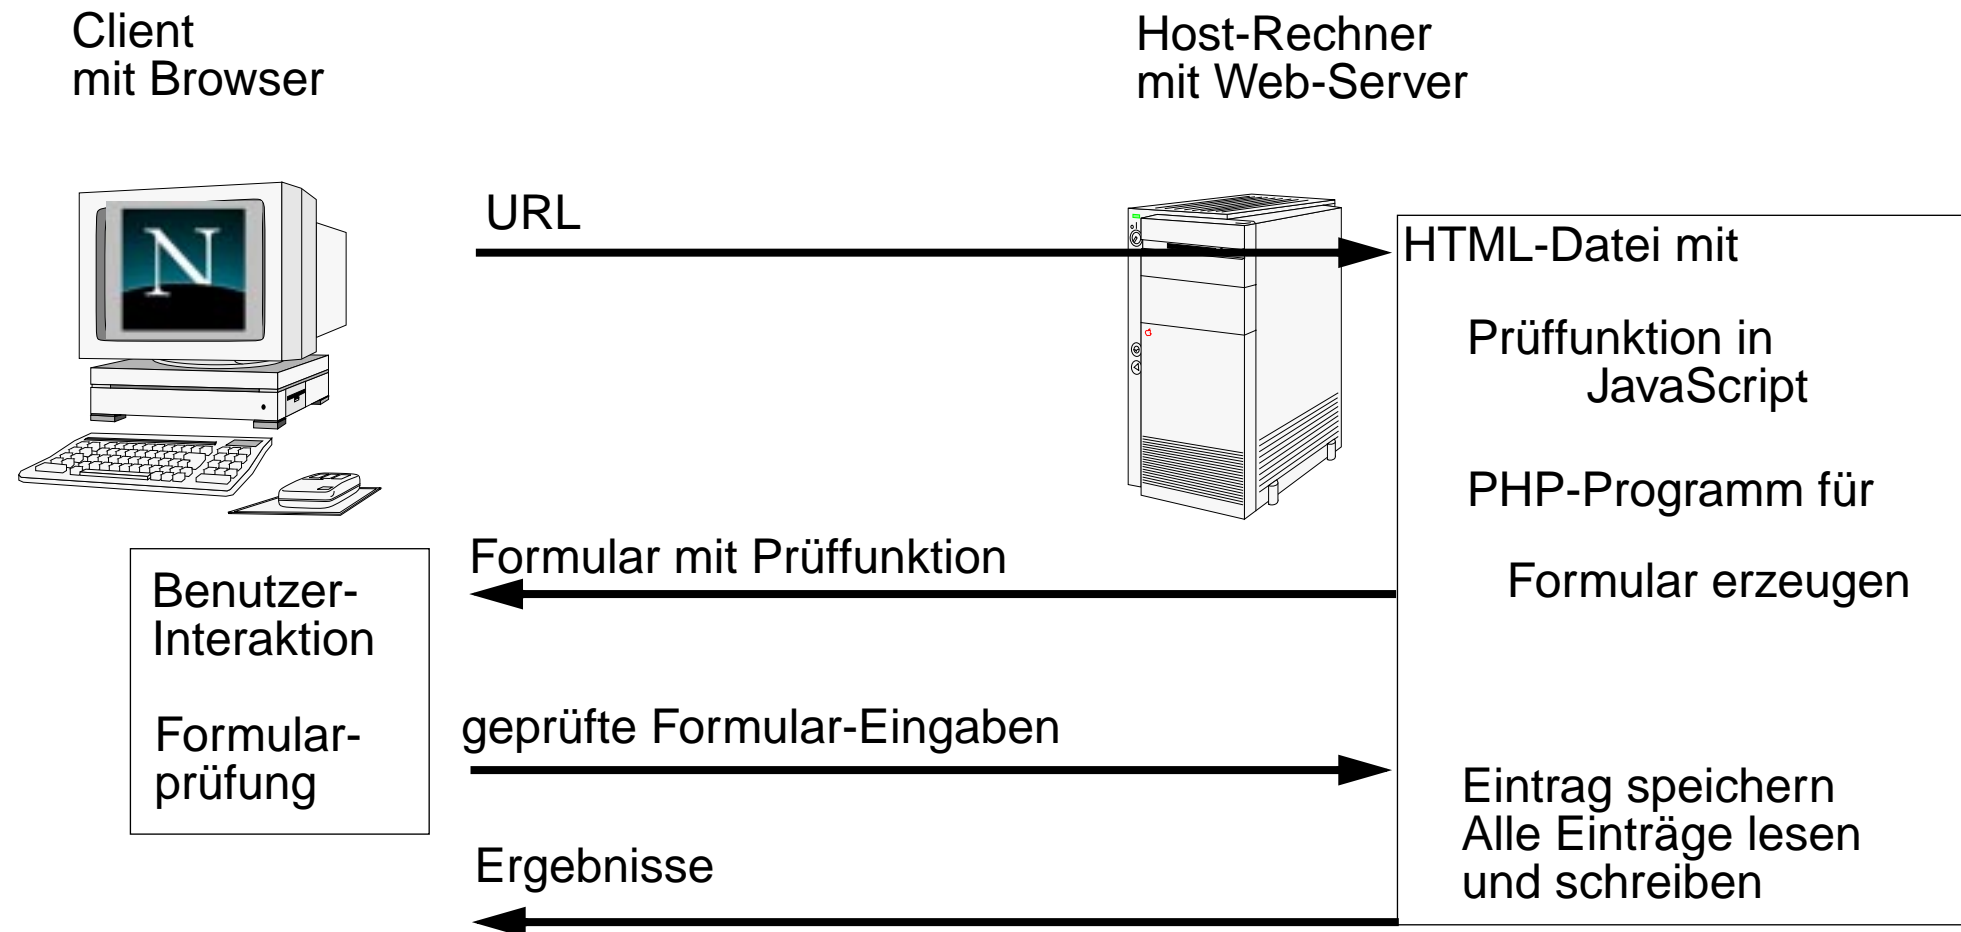 Client
mit Browser
Host-Rechner
mit Web-Server
N
URL
HTML-Datei mit
Prüffunktion in
JavaScript
PHP-Programm für
Formular mit Prüffunktion
Formular erzeugen
Benutzer-
Interaktion
Formular-
prüfung
geprüfte Formular-Eingaben
Eintrag speichern
Alle Einträge lesen
und schreiben
Ergebnisse